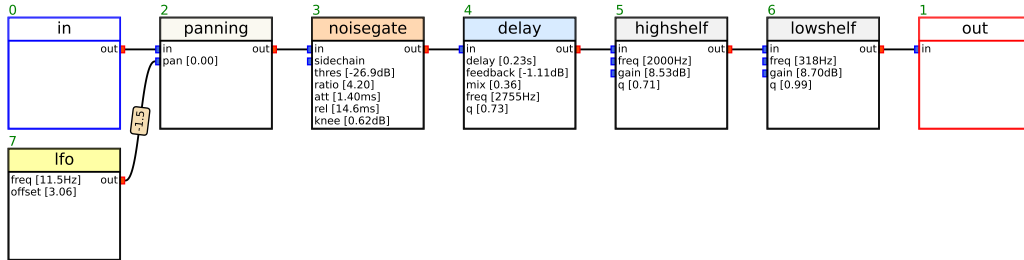 0
in
out
2
panning
in
out
pan [0.00]
3
noisegate
in
out
sidechain
thres [-26.9dB]
ratio [4.20]
att [1.40ms]
rel [14.6ms]
knee [0.62dB]
4
delay
in
out
delay [0.23s]
feedback [-1.11dB]
mix [0.36]
freq [2755Hz]
q [0.73]
5
highshelf
in
out
freq [2000Hz]
gain [8.53dB]
q [0.71]
6
lowshelf
in
out
freq [318Hz]
gain [8.70dB]
q [0.99]
1
out
in
-1.5
7
lfo
freq [11.5Hz]
out
offset [3.06]